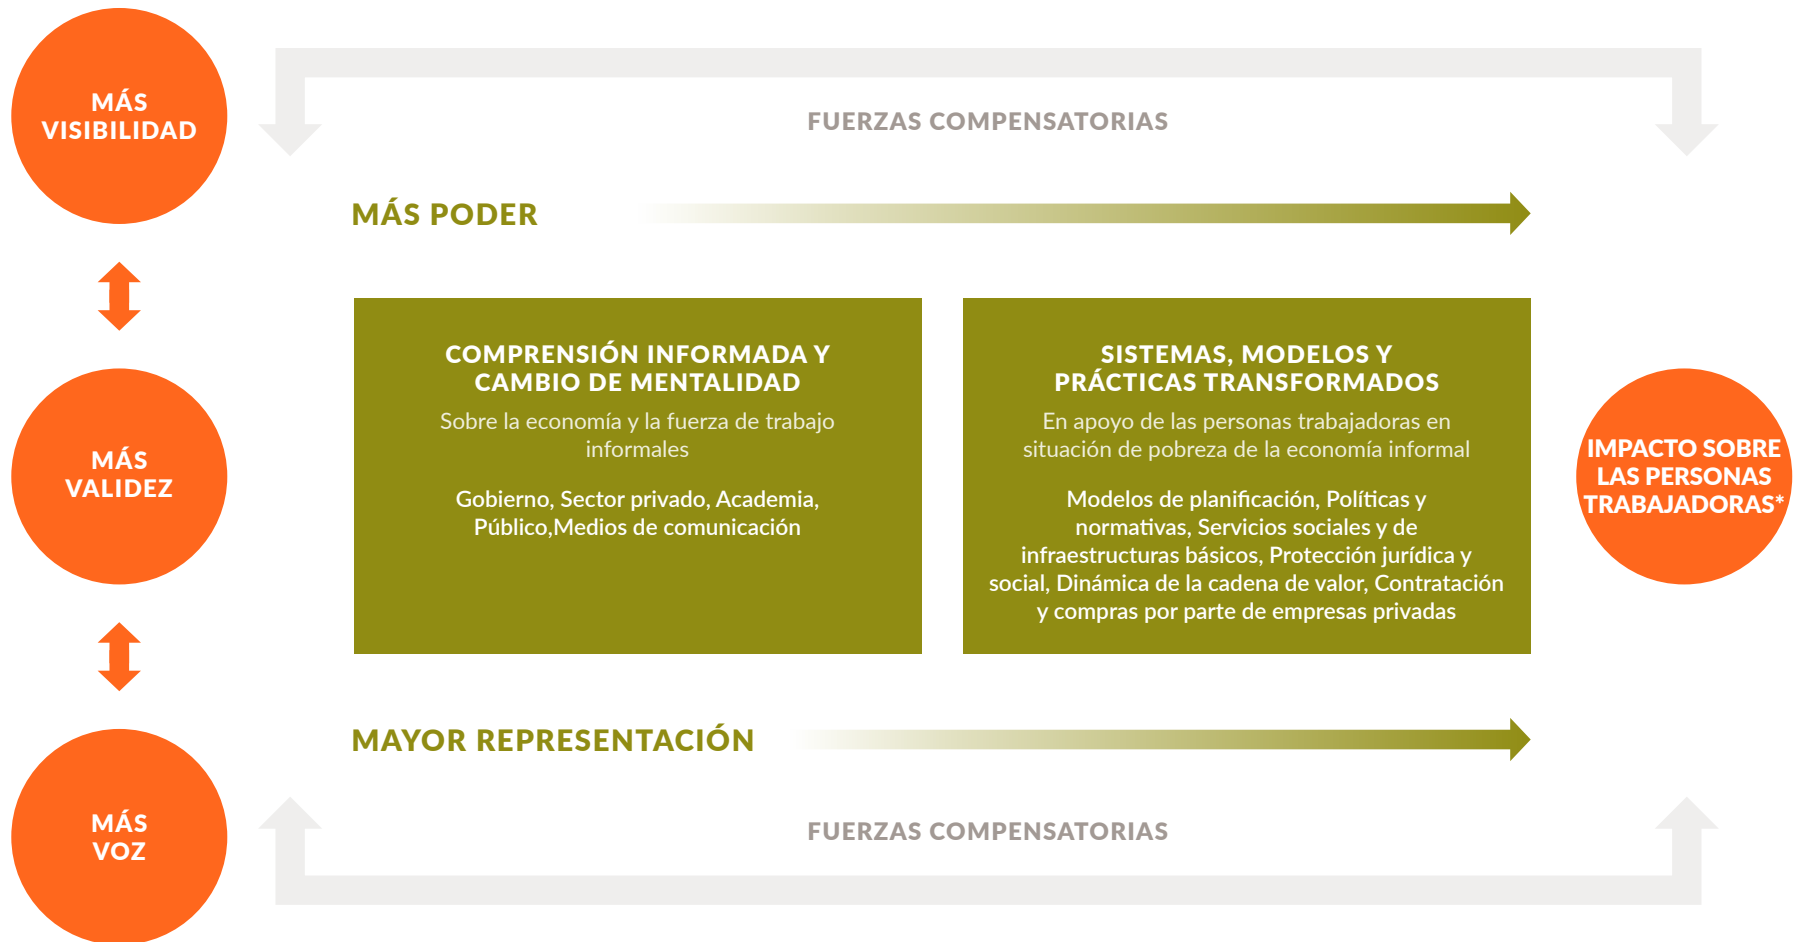 MÁS
VISIBILIDAD
FUERZAS COMPENSATORIAS
MÁS PODER
COMPRENSIÓN INFORMADA Y
CAMBIO DE MENTALIDAD
Sobre la economía y la fuerza de trabajo
informales
Gobierno, Sector privado, Academia,
Público,Medios de comunicación
SISTEMAS, MODELOS Y
PRÁCTICAS TRANSFORMADOS
En apoyo de las personas trabajadoras en
situación de pobreza de la economía informal
Modelos de planificación, Políticas y
normativas, Servicios sociales y de
infraestructuras básicos, Protección jurídica y
social, Dinámica de la cadena de valor, Contratación
y compras por parte de empresas privadas
MÁS
VALIDEZ
IMPACTO SOBRE
LAS PERSONAS
TRABAJADORAS*
MAYOR REPRESENTACIÓN
MÁS
VOZ
FUERZAS COMPENSATORIAS